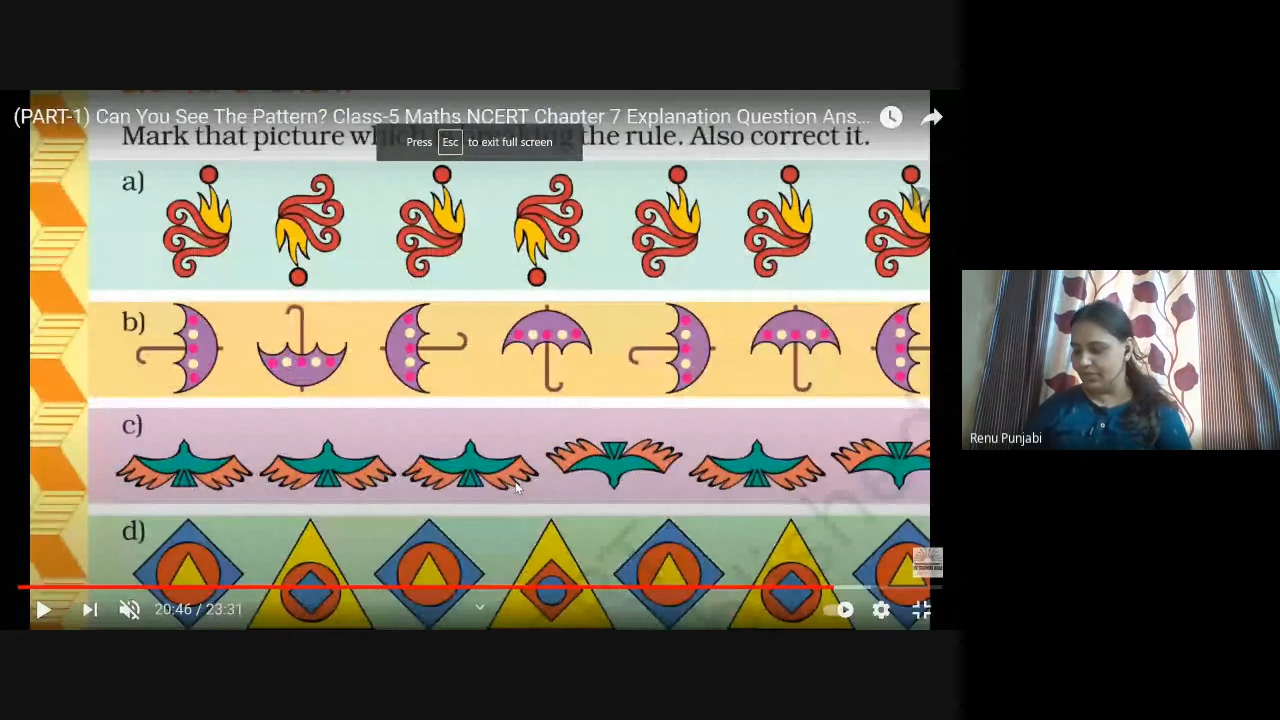 (PART-1) Can You See The Pattern? Class-5 Maths NCERT Chapter 7 Explanation Question Ans...
Mark that picture the rule. Also correct it.
Press Esc to exit full screen
a)
b)
c)
d)
Renu Punjabi
20:46 / 23:31